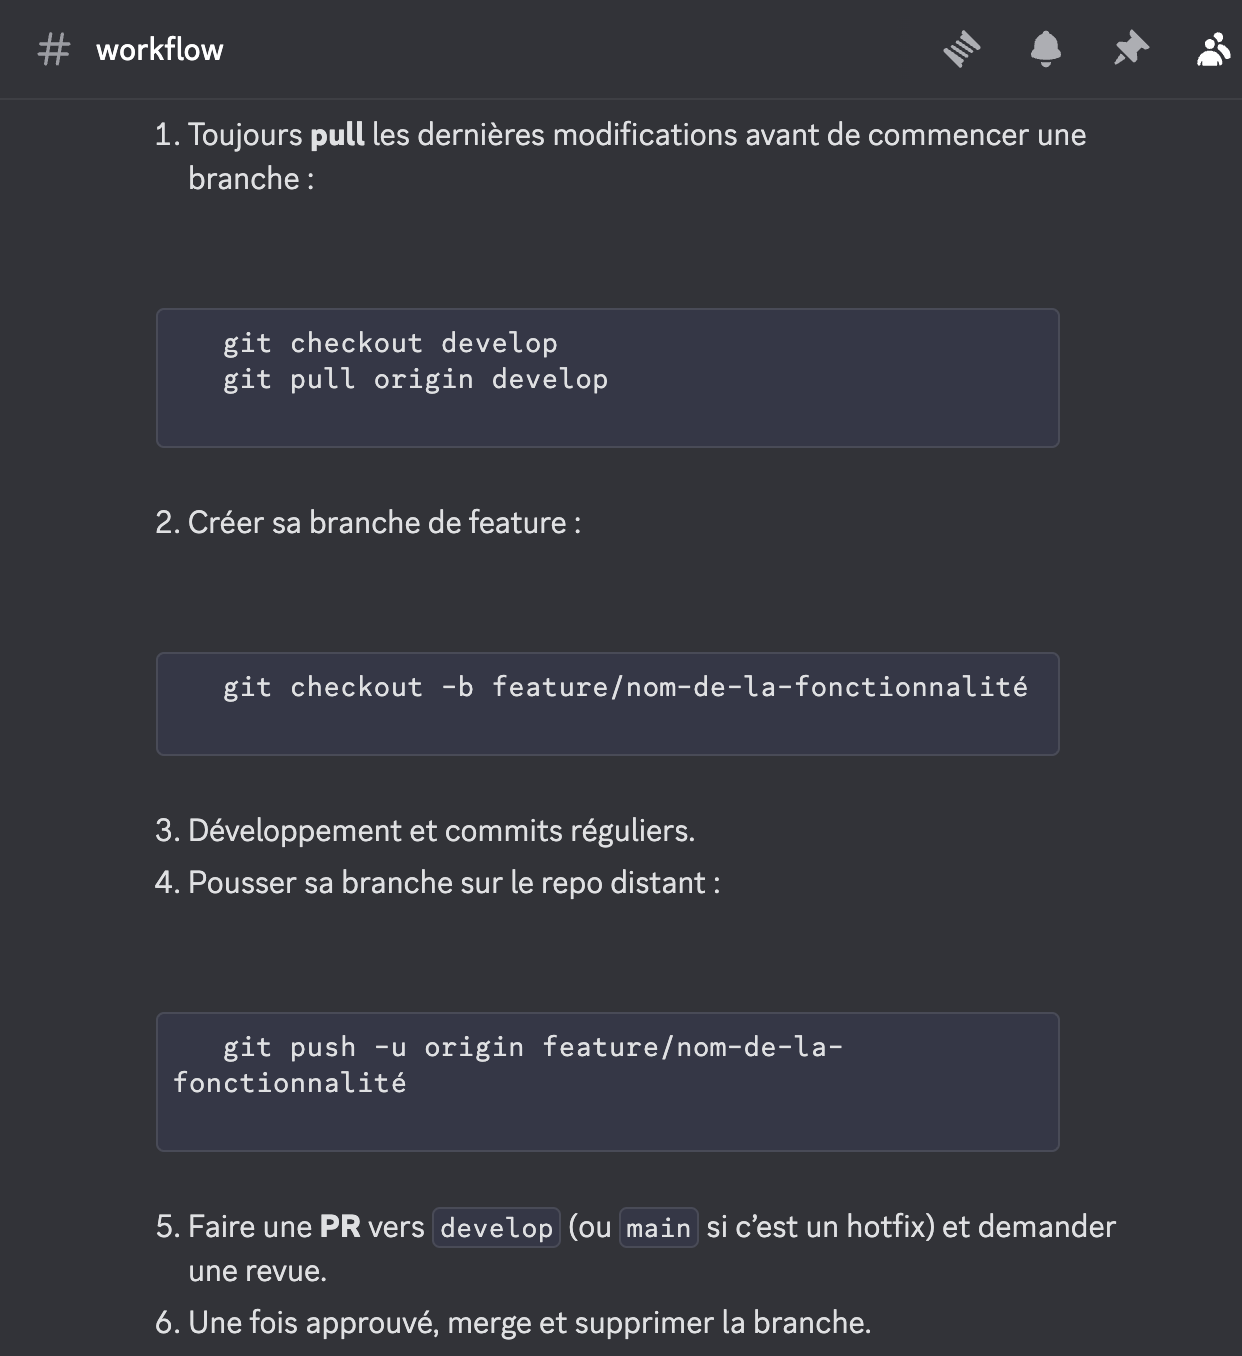 # workflow
1. Toujours pull les dernières modifications avant de commencer une
branche :
git checkout develop
git pull origin develop
2. Créer sa branche de feature :
git checkout -b feature/nom-de-la-fonctionnalité
3. Développement et commits réguliers.
4. Pousser sa branche sur le repo distant :
git push -u origin feature/nom-de-la-
fonctionnalité
5. Faire une PR vers develop (ou main si c’est un hotfix) et demander
une revue.
6. Une fois approuvé, merge et supprimer la branche.